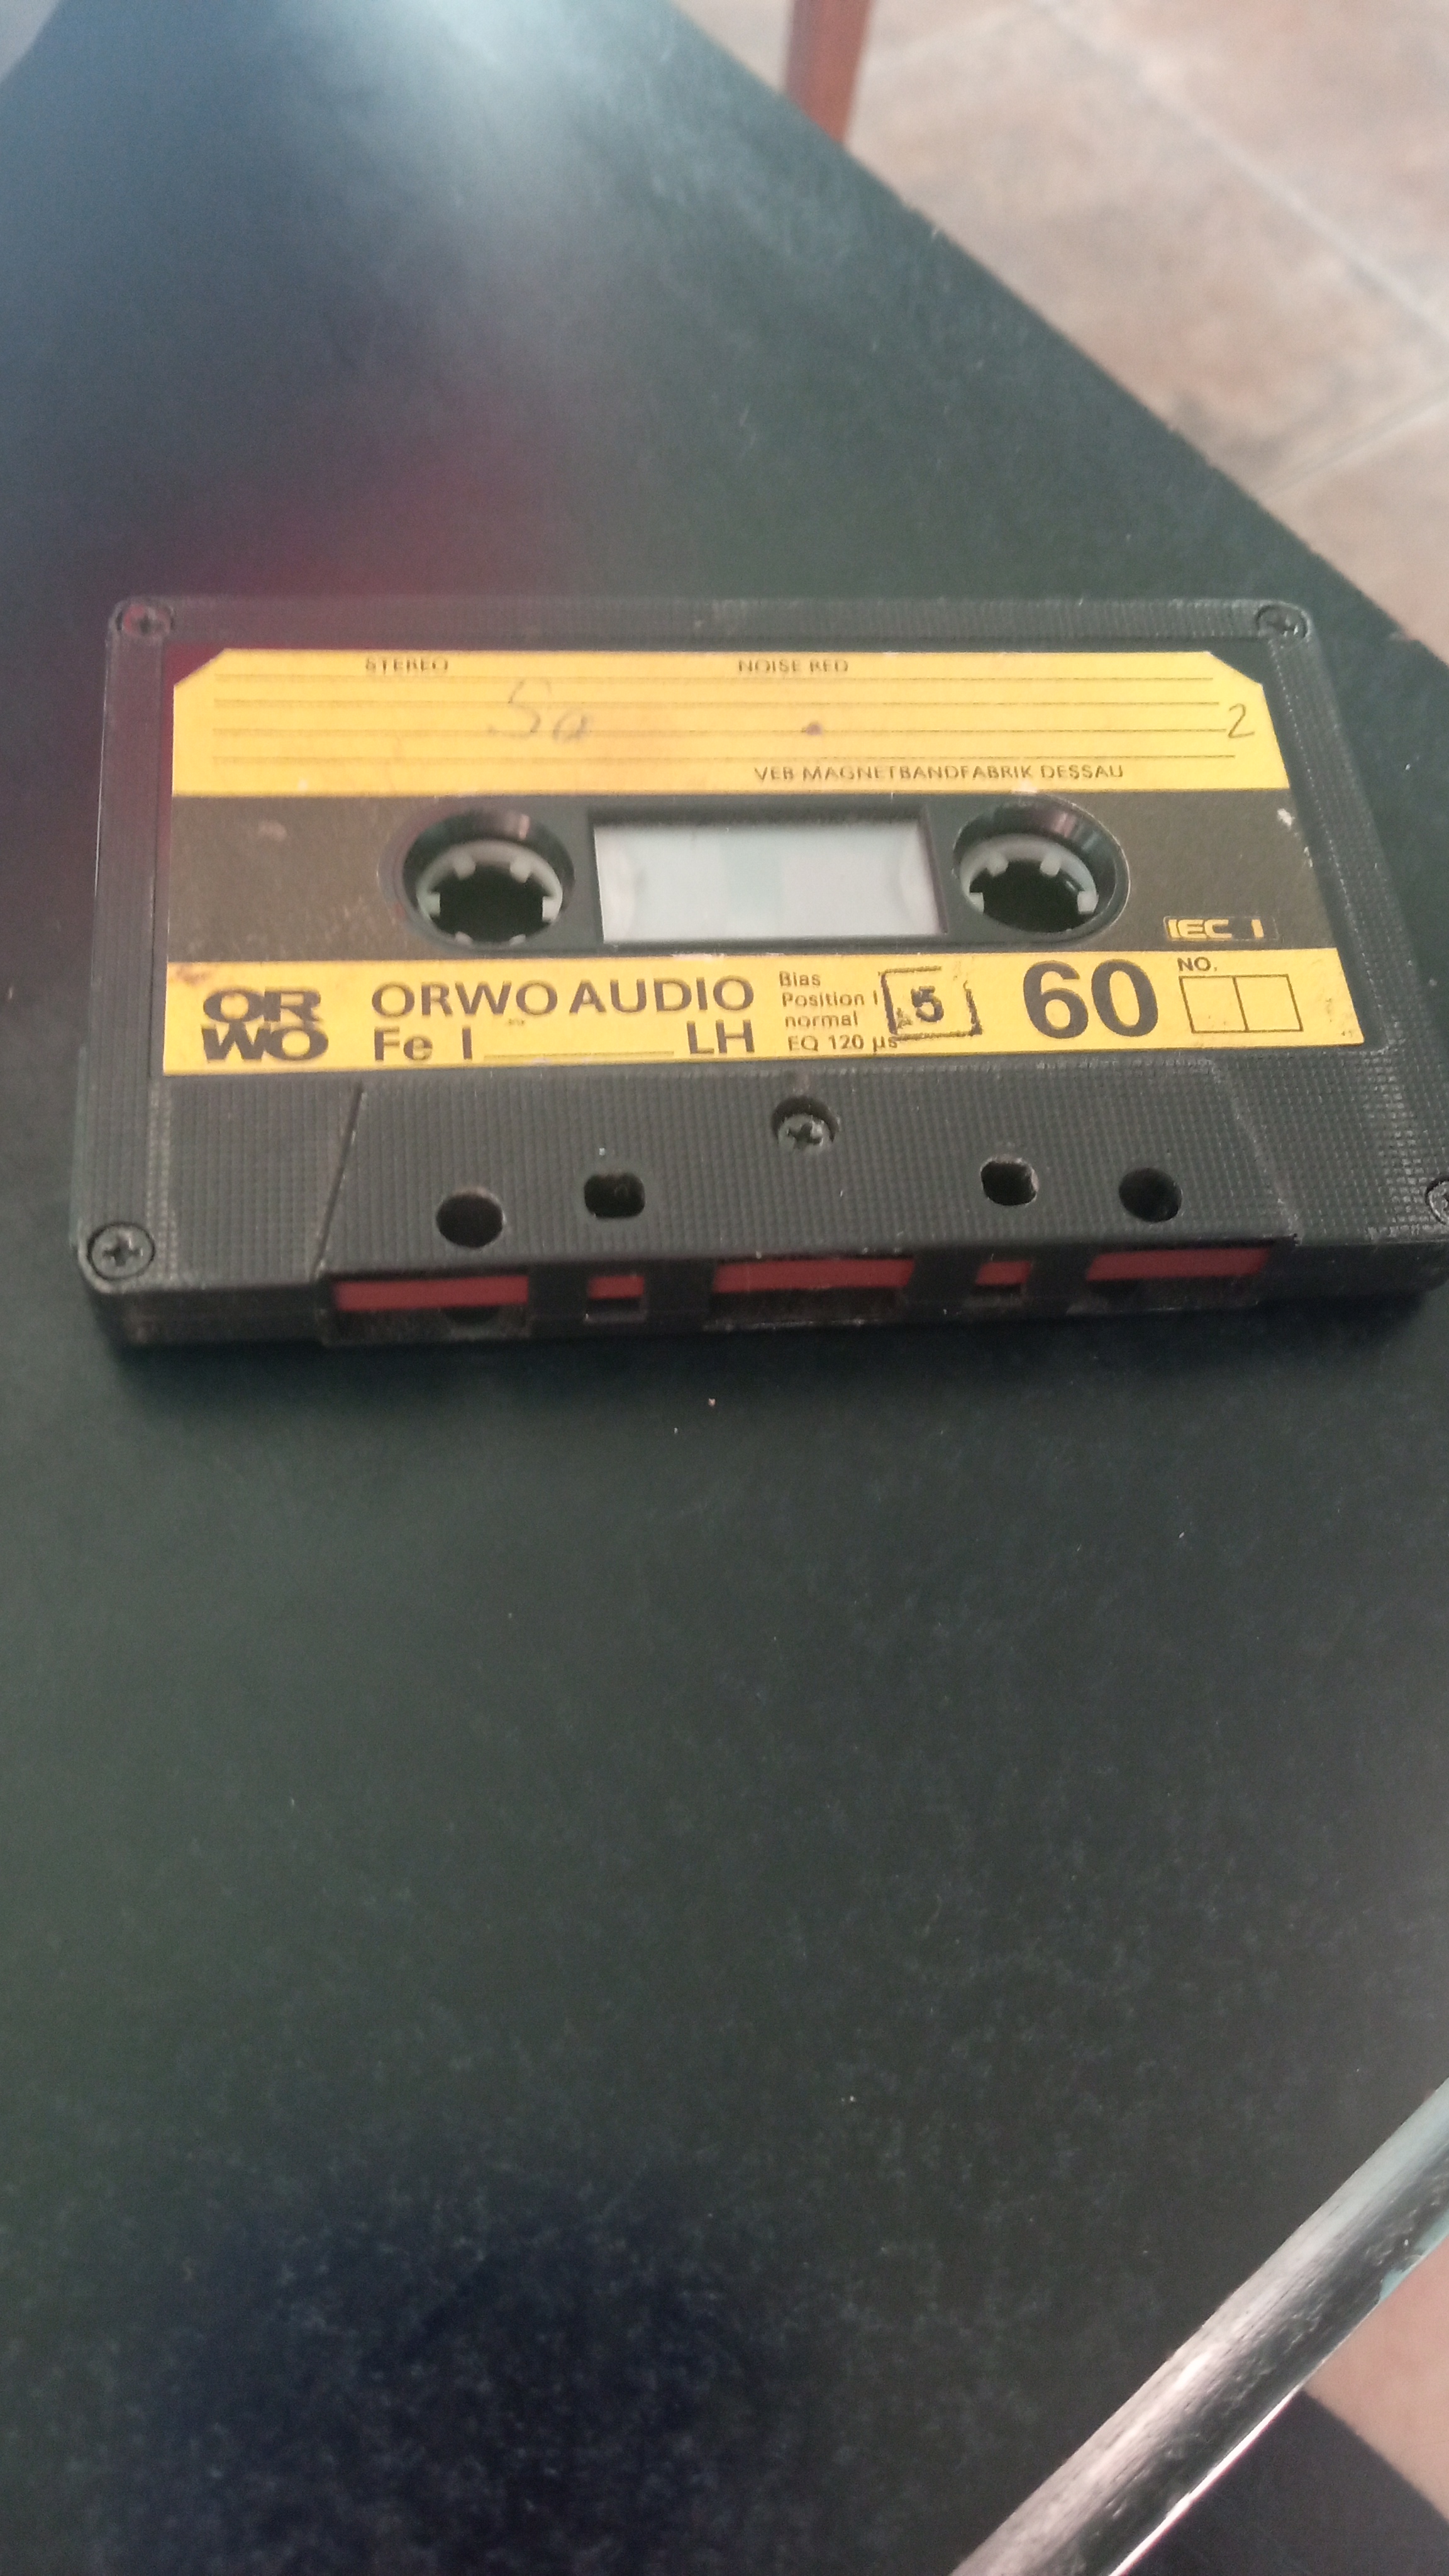 STEREO NOISE RED
Sa
2
VEB MAGNETBANDFABRIK DESSAU
IEC I
OR
WO
ORWO AUDIO
Fe I LH
Bias
Position I
normal
EQ 120 µs
5
60
NO.